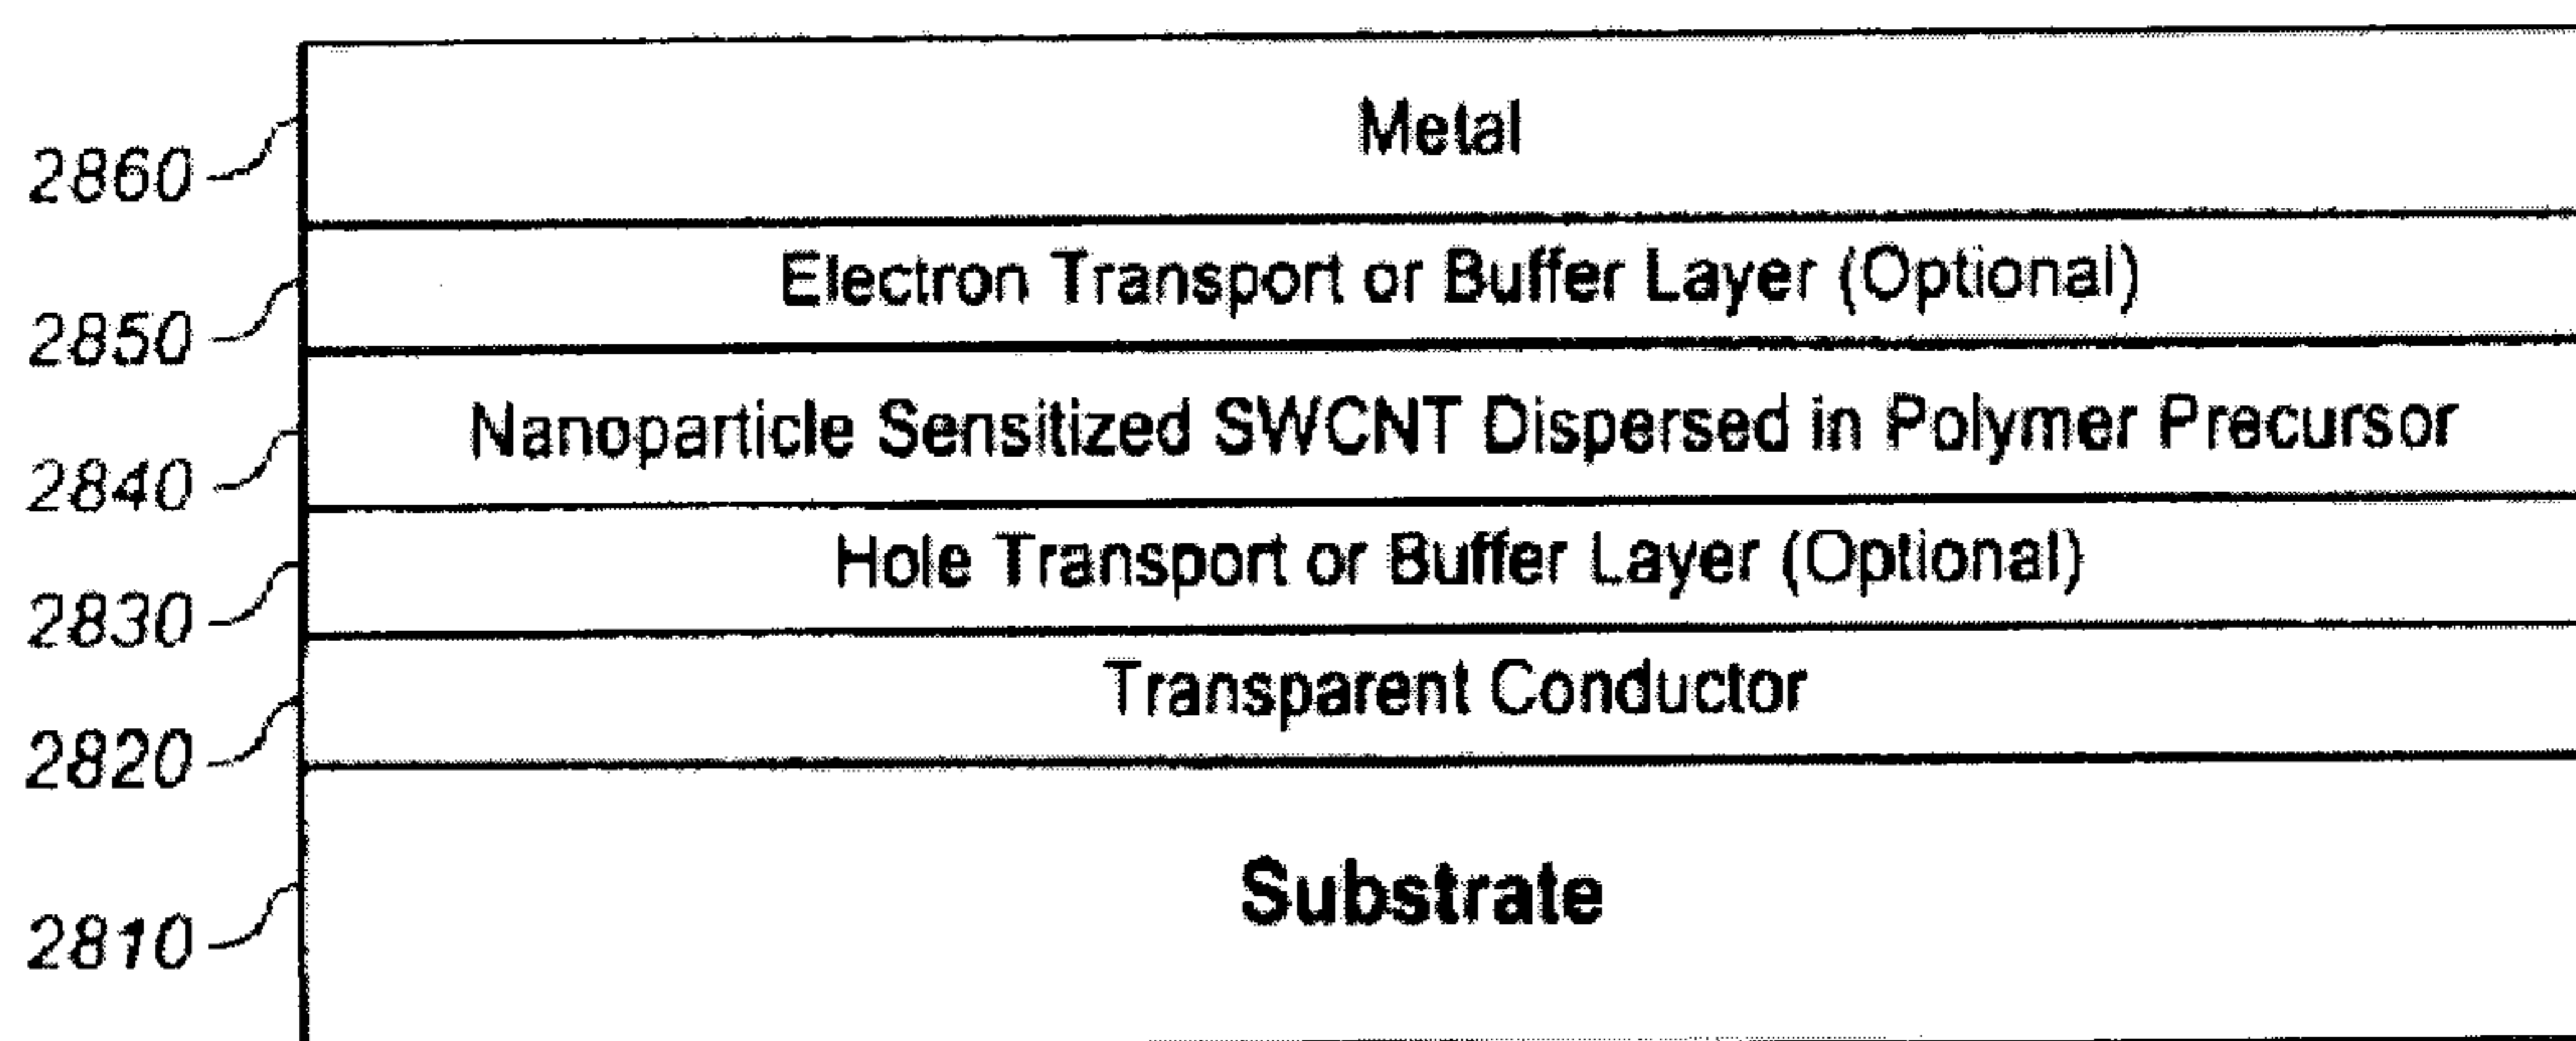 Metal
2860
Electron Transport or Buffer Layer (Optional)
2850
Nanoparticle Sensitized SWCNT Dispersed in Polymer Precursor
2840
Hole Transport or Buffer Layer (Optional)
2830
Transparent Conductor
2820
Substrate
2810